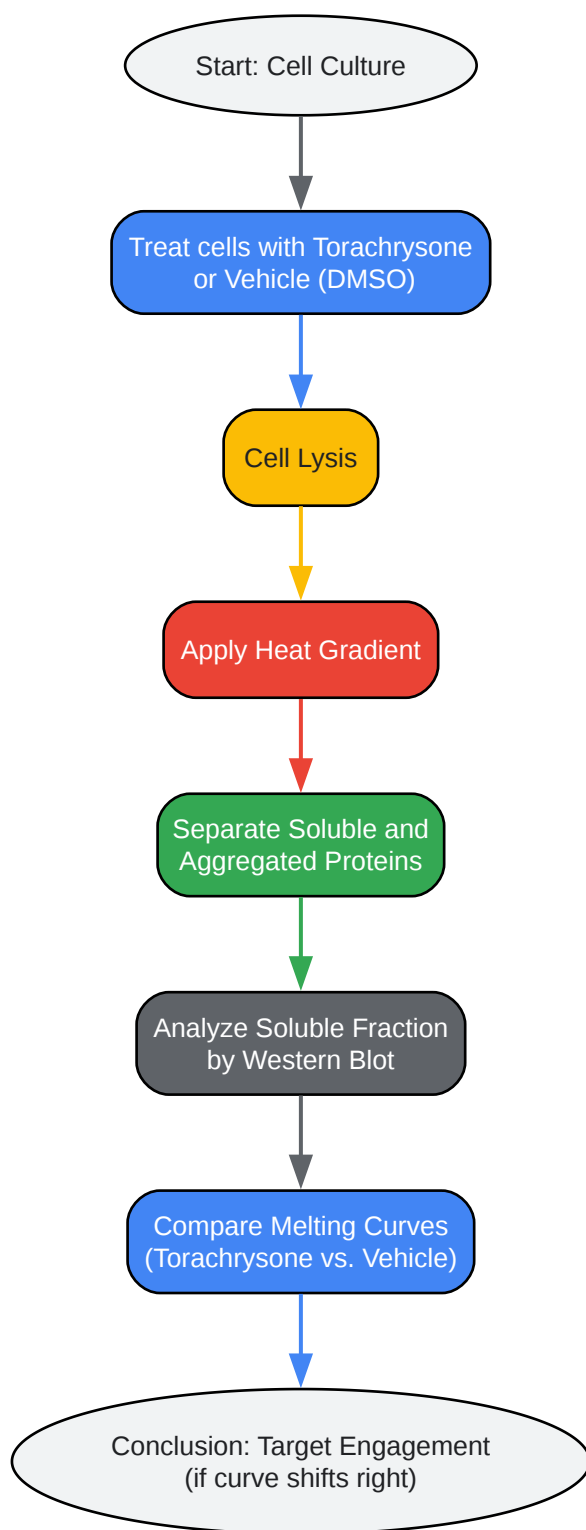 Start: Cell Culture
Treat cells with Torachrysone
or Vehicle (DMSO)
Cell Lysis
Apply Heat Gradient
Separate Soluble and
Aggregated Proteins
Analyze Soluble Fraction
by Western Blot
Compare Melting Curves
(Torachrysone vs. Vehicle)
Conclusion: Target Engagement
(if curve shifts right)